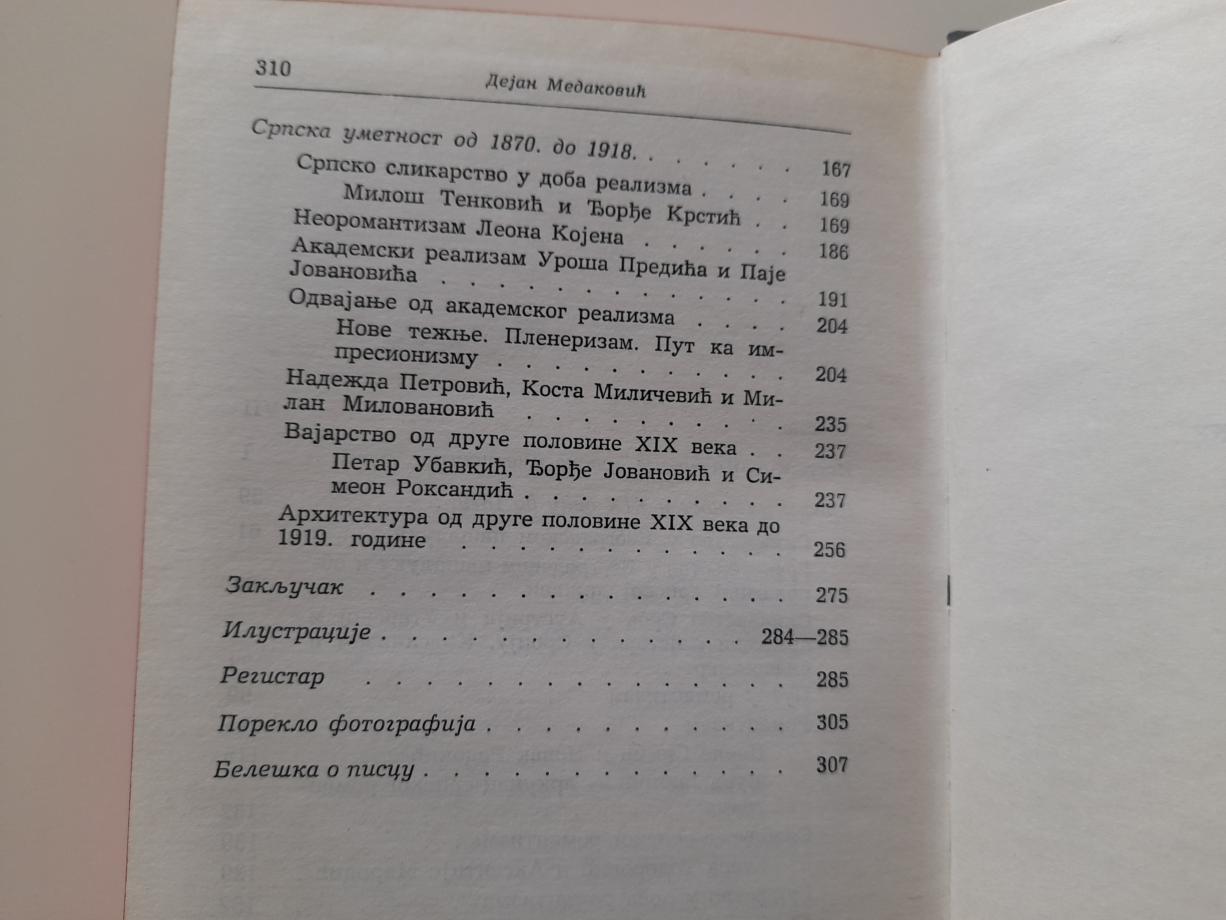 310
Дејан Медаковић
Српска уметност од 1870. до 1918. . . . . . . 167
Српско сликарство у доба реализма . . . . 169
Милош Тенковић и Ђорђе Крстић . . 169
Неоромантизам Леона Којена . . . . . . 186
Академски реализам Уроша Предића и Паје
Јовановића . . . . . . . . . . . . . 191
Одвајање од академског реализма . . . . 204
Нове тежње. Пленеризам. Пут ка им-
пресионизму . . . . . . . . . . . 204
Надежда Петровић, Коста Миличевић и Ми-
лан Миловановић . . . . . . . . . . 235
Вајарство од друге половине XIX века . . 237
Петар Убавкић, Ђорђе Јовановић и Си-
меон Роксандић . . . . . . . . . . 237
Архитектура од друге половине XIX века до
1919. године . . . . . . . . . . . . 256
Закључак . . . . . . . . . . . . . . . 275
Илустрације . . . . . . . . . . . . . 284—285
Регистар . . . . . . . . . . . . . . . 285
Порекло фотографија . . . . . . . . . . . 305
Белешка о писцу . . . . . . . . . . . . . 307